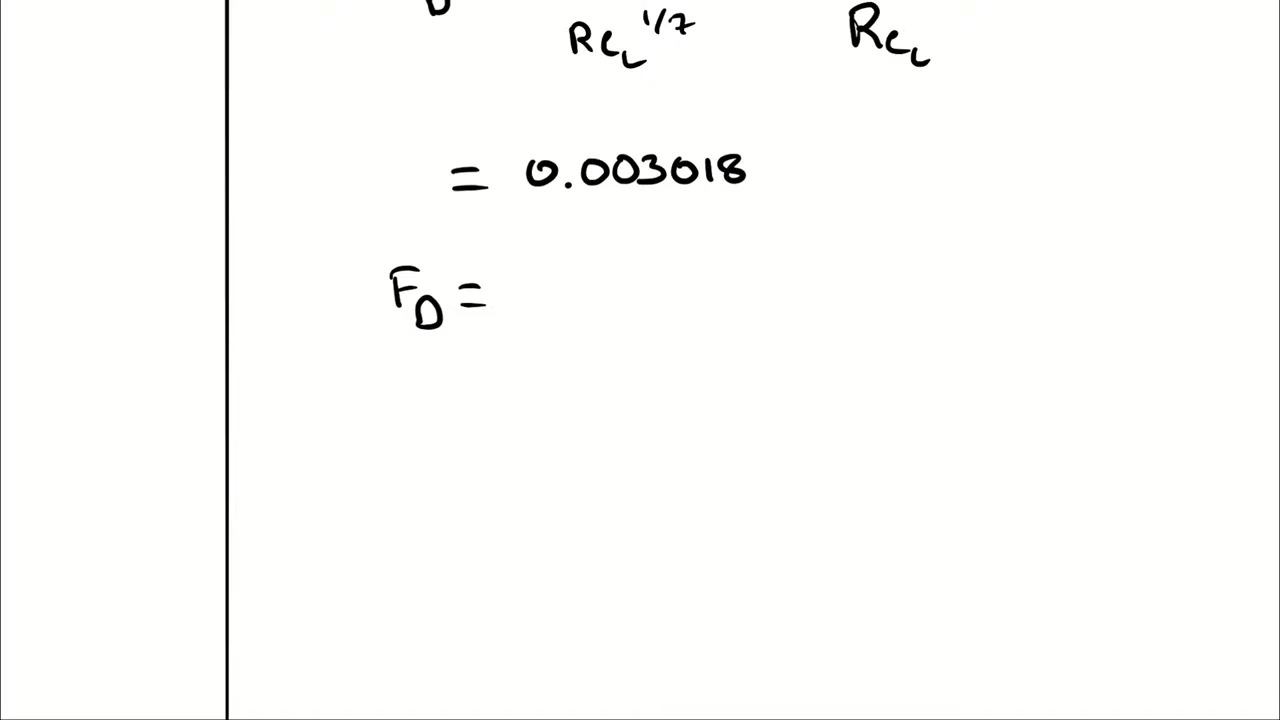 D
Re_L^1/7 Re_L
= 0.003018
F_D =